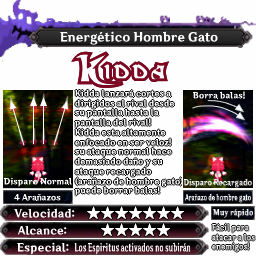 Energético Hombre Gato
Kidda
Kidda lanzará cortes a
dirigidos al rival desde
su pantalla hasta la
pantalla del rival!
Kidda esta altamente
enfocado en ser veloz!
su ataque normal hace
demasiado daño y su
ataque recargado
(arañazo de hombre gato)
puede borrar balas!
Disparo Normal
4 Arañazos
Borra balas!
Disparo Recargado
Arañazo de hombre gato
Velocidad: ★★★★★★★
Muy rápido
Alcance: ★★★★★
Fácil para
atacar a los
enemigos!
Especial: Los Espíritus activados no subirán